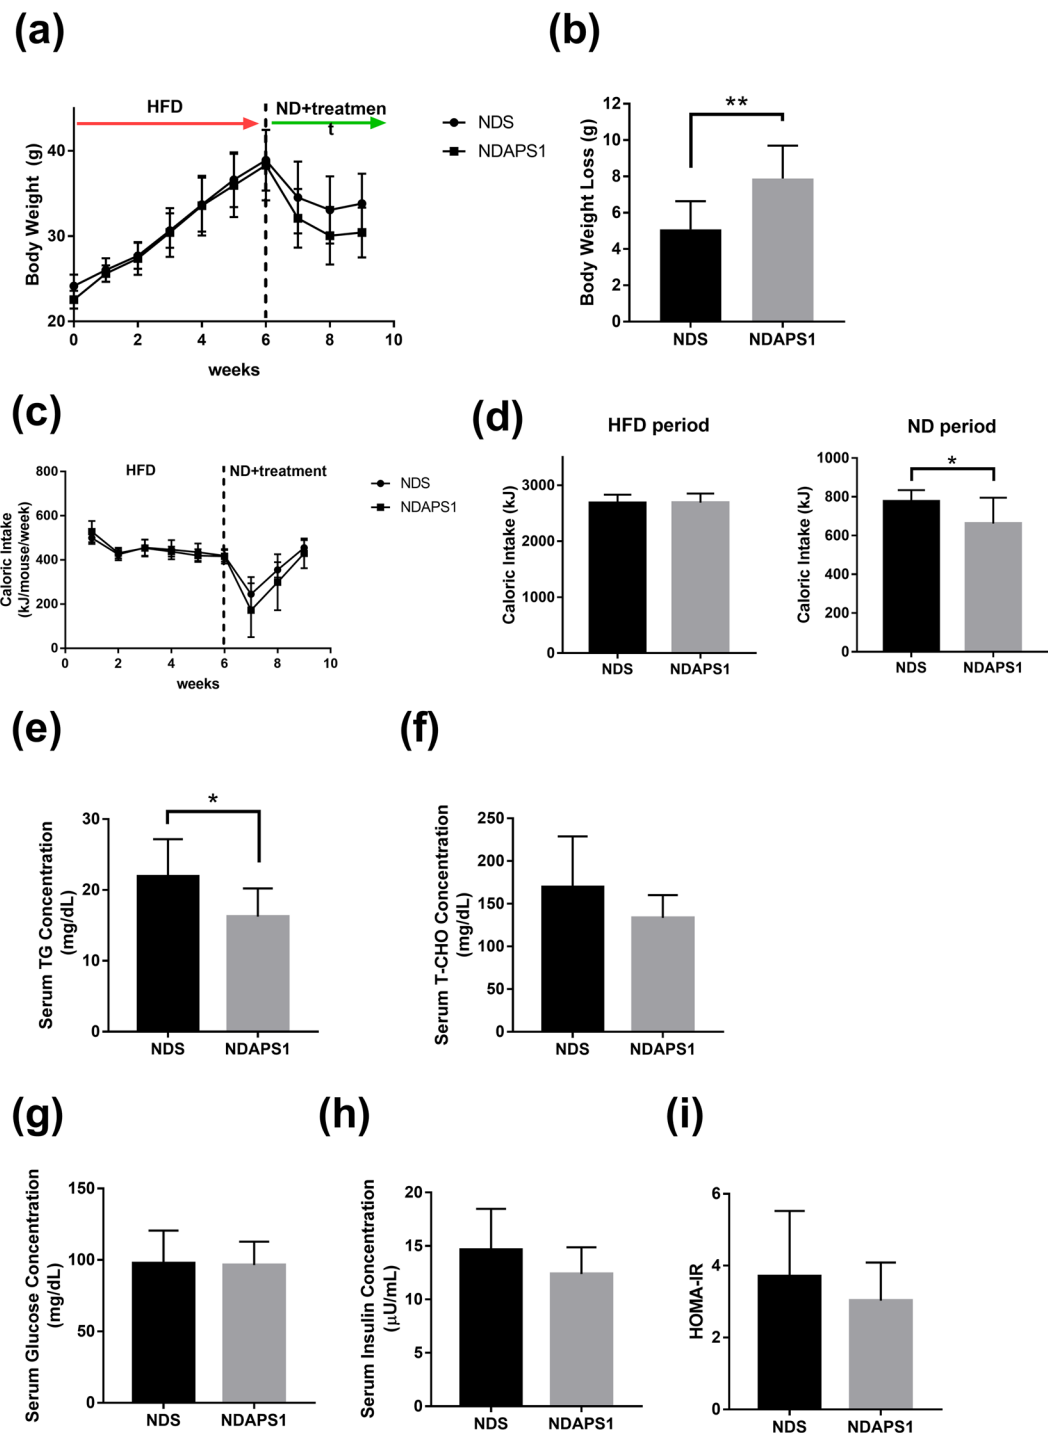 (a)
HFD
ND+treatmen
t
NDS
NDAPS1
Body Weight (g)
40
30
20
0
2
4
6
8
10
weeks
(b)
**
Body Weight Loss (g)
12
10
8
6
4
2
0
NDS
NDAPS1
(c)
HFD
ND+treatment
NDS
NDAPS1
Caloric Intake
(kJ/mouse/week)
800
600
400
200
0
0
2
4
6
8
10
weeks
(d)
HFD period
Caloric Intake (kJ)
3000
2000
1000
0
NDS
NDAPS1
ND period
*
Caloric Intake (kJ)
1000
800
600
400
200
0
NDS
NDAPS1
(e)
*
Serum TG Concentration
(mg/dL)
30
20
10
0
NDS
NDAPS1
(f)
Serum T-CHO Concentration
(mg/dL)
250
200
150
100
50
0
NDS
NDAPS1
(g)
Serum Glucose Concentration
(mg/dL)
150
100
50
0
NDS
NDAPS1
(h)
Serum Insulin Concentration
(μU/mL)
20
15
10
5
0
NDS
NDAPS1
(i)
HOMA-IR
6
4
2
0
NDS
NDAPS1